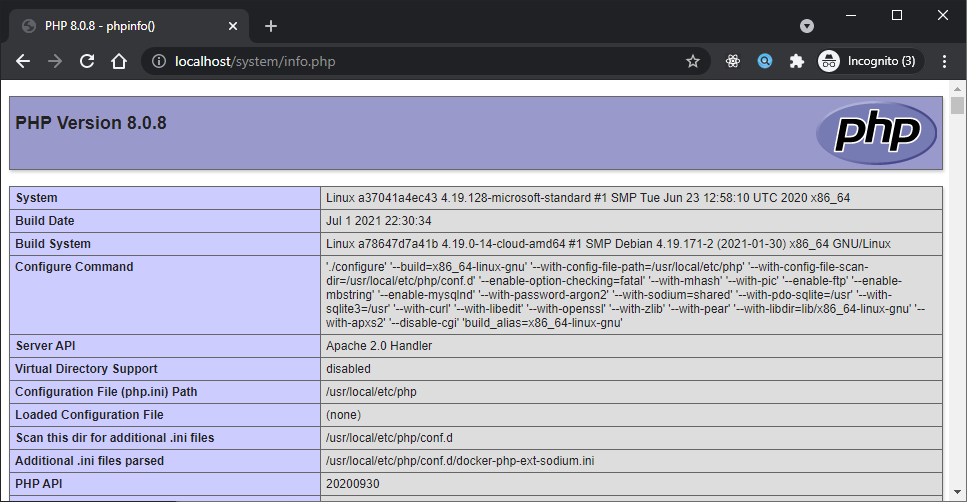 PHP 8.0.8 - phpinfo()
localhost/system/info.php
Incognito (3)
PHP Version 8.0.8
php
System Linux a37041a4ec43 4.19.128-microsoft-standard #1 SMP Tue Jun 23 12:58:10 UTC 2020 x86_64
Build Date Jul 1 2021 22:30:34
Build System Linux a78647d7a41b 4.19.0-14-cloud-amd64 #1 SMP Debian 4.19.171-2 (2021-01-30) x86_64 GNU/Linux
Configure Command './configure' '--build=x86_64-linux-gnu' '--with-config-file-path=/usr/local/etc/php' '--with-config-file-scan-
dir=/usr/local/etc/php/conf.d' '--enable-option-checking=fatal' '--with-mhash' '--with-pic' '--enable-ftp' '--enable-
mbstring' '--enable-mysqlnd' '--with-password-argon2' '--with-sodium=shared' '--with-pdo-sqlite=/usr' '--with-
sqlite3=/usr' '--with-curl' '--with-libedit' '--with-openssl' '--with-zlib' '--with-pear' '--with-libdir=lib/x86_64-linux-gnu' '--
with-apxs2' '--disable-cgi' 'build_alias=x86_64-linux-gnu'
Server API Apache 2.0 Handler
Virtual Directory Support disabled
Configuration File (php.ini) Path /usr/local/etc/php
Loaded Configuration File (none)
Scan this dir for additional .ini files /usr/local/etc/php/conf.d
Additional .ini files parsed /usr/local/etc/php/conf.d/docker-php-ext-sodium.ini
PHP API 20200930